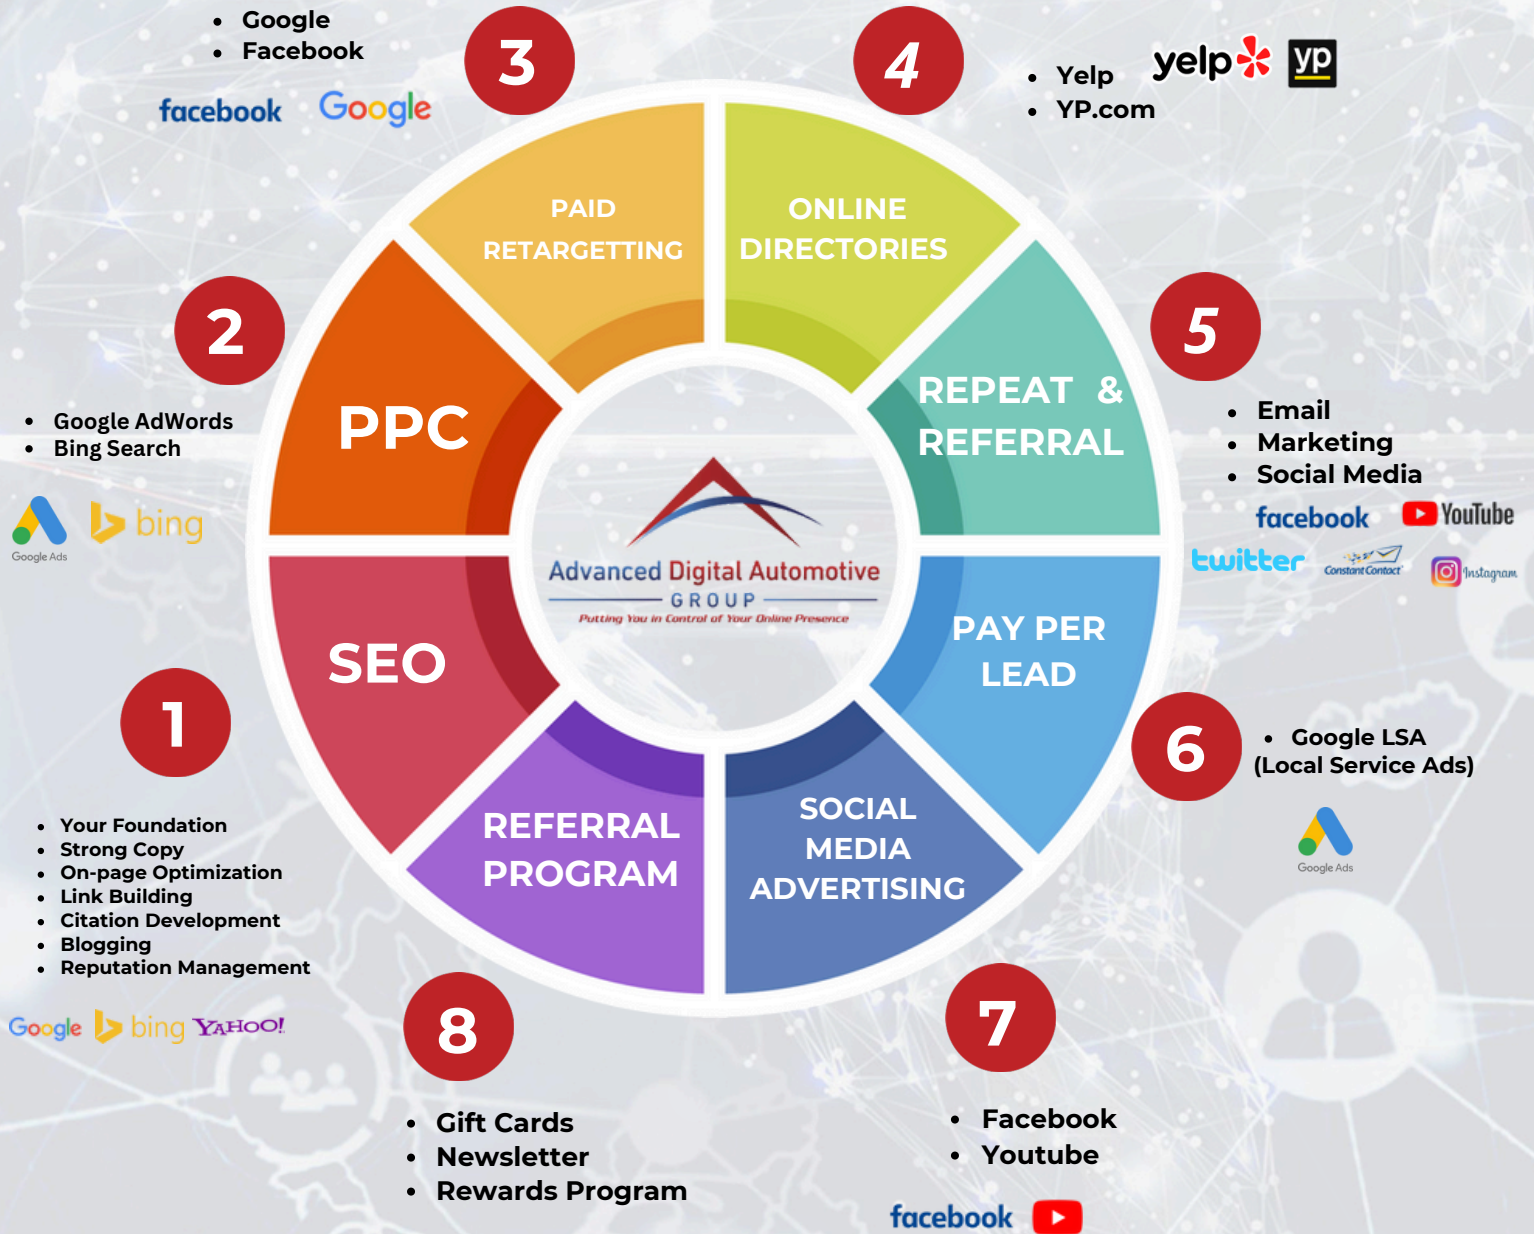 • Google
• Facebook
facebook Google
3
4
• Yelp
• YP.com
yelp yp
PAID
RETARGETTING
ONLINE
DIRECTORIES
2
• Google AdWords
• Bing Search
Google Ads
bing
PPC
REPEAT &
REFERRAL
5
• Email
• Marketing
• Social Media
facebook YouTube
twitter Constant Contact Instagram
Advanced Digital Automotive
GROUP
Putting You in Control of Your Online Presence
SEO
PAY PER
LEAD
1
• Your Foundation
• Strong Copy
• On-page Optimization
• Link Building
• Citation Development
• Blogging
• Reputation Management
Google bing YAHOO!
6
• Google LSA
(Local Service Ads)
Google Ads
REFERRAL
PROGRAM
SOCIAL
MEDIA
ADVERTISING
8
• Gift Cards
• Newsletter
• Rewards Program
7
• Facebook
• Youtube
facebook